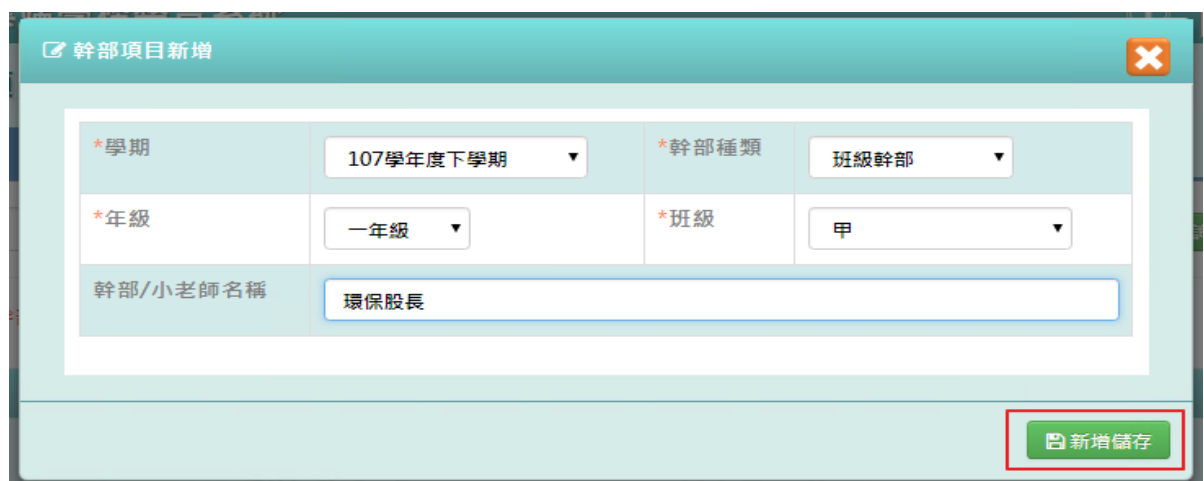 幹部項目新增
*學期 107學年度下學期 *幹部種類 班級幹部
*年級 一年級 *班級 甲
幹部/小老師名稱 環保股長
新增儲存